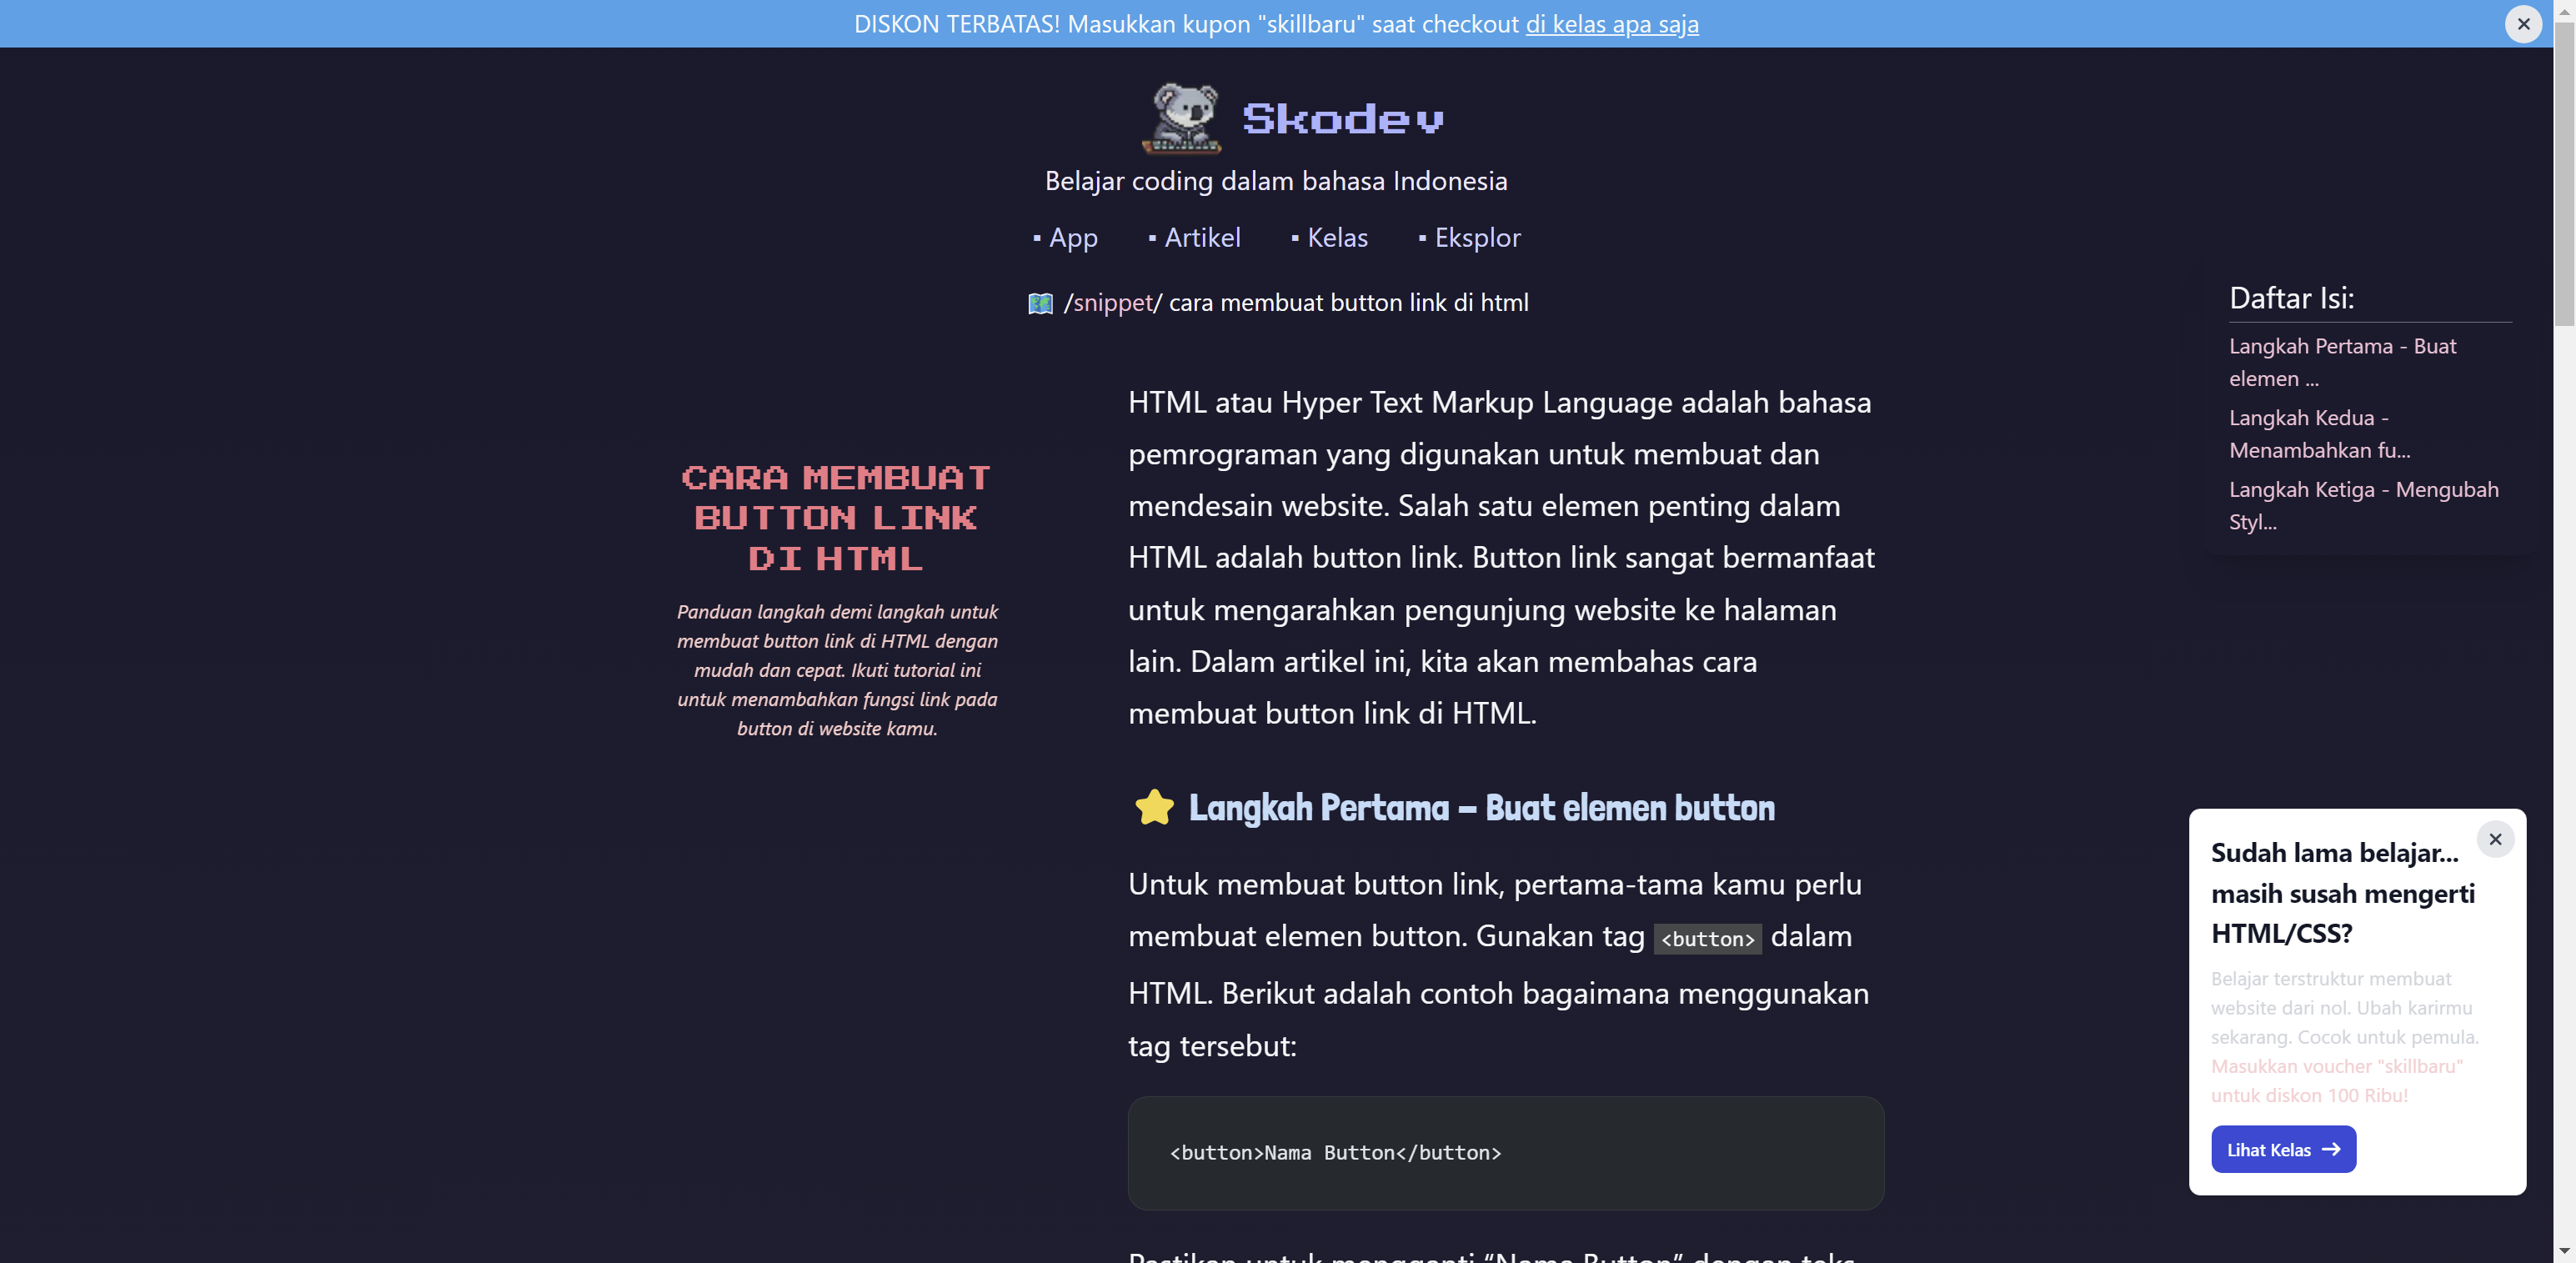 DISKON TERBATAS! Masukkan kupon "skillbaru" saat checkout di kelas apa saja
Skodev
Belajar coding dalam bahasa Indonesia
▪ App ▪ Artikel ▪ Kelas ▪ Eksplor
/snippet/ cara membuat button link di html
CARA MEMBUAT
BUTTON LINK
DI HTML
Panduan langkah demi langkah untuk
membuat button link di HTML dengan
mudah dan cepat. Ikuti tutorial ini
untuk menambahkan fungsi link pada
button di website kamu.
HTML atau Hyper Text Markup Language adalah bahasa
pemrograman yang digunakan untuk membuat dan
mendesain website. Salah satu elemen penting dalam
HTML adalah button link. Button link sangat bermanfaat
untuk mengarahkan pengunjung website ke halaman
lain. Dalam artikel ini, kita akan membahas cara
membuat button link di HTML.
Langkah Pertama – Buat elemen button
Untuk membuat button link, pertama-tama kamu perlu
membuat elemen button. Gunakan tag <button> dalam
HTML. Berikut adalah contoh bagaimana menggunakan
tag tersebut:
<button>Nama Button</button>
Pastikan untuk mengganti “Nama Button” dengan teks
Daftar Isi:
Langkah Pertama - Buat
elemen ...
Langkah Kedua -
Menambahkan fu...
Langkah Ketiga - Mengubah
Styl...
Sudah lama belajar...
masih susah mengerti
HTML/CSS?
Belajar terstruktur membuat
website dari nol. Ubah karirmu
sekarang. Cocok untuk pemula.
Masukkan voucher "skillbaru"
untuk diskon 100 Ribu!
Lihat Kelas →